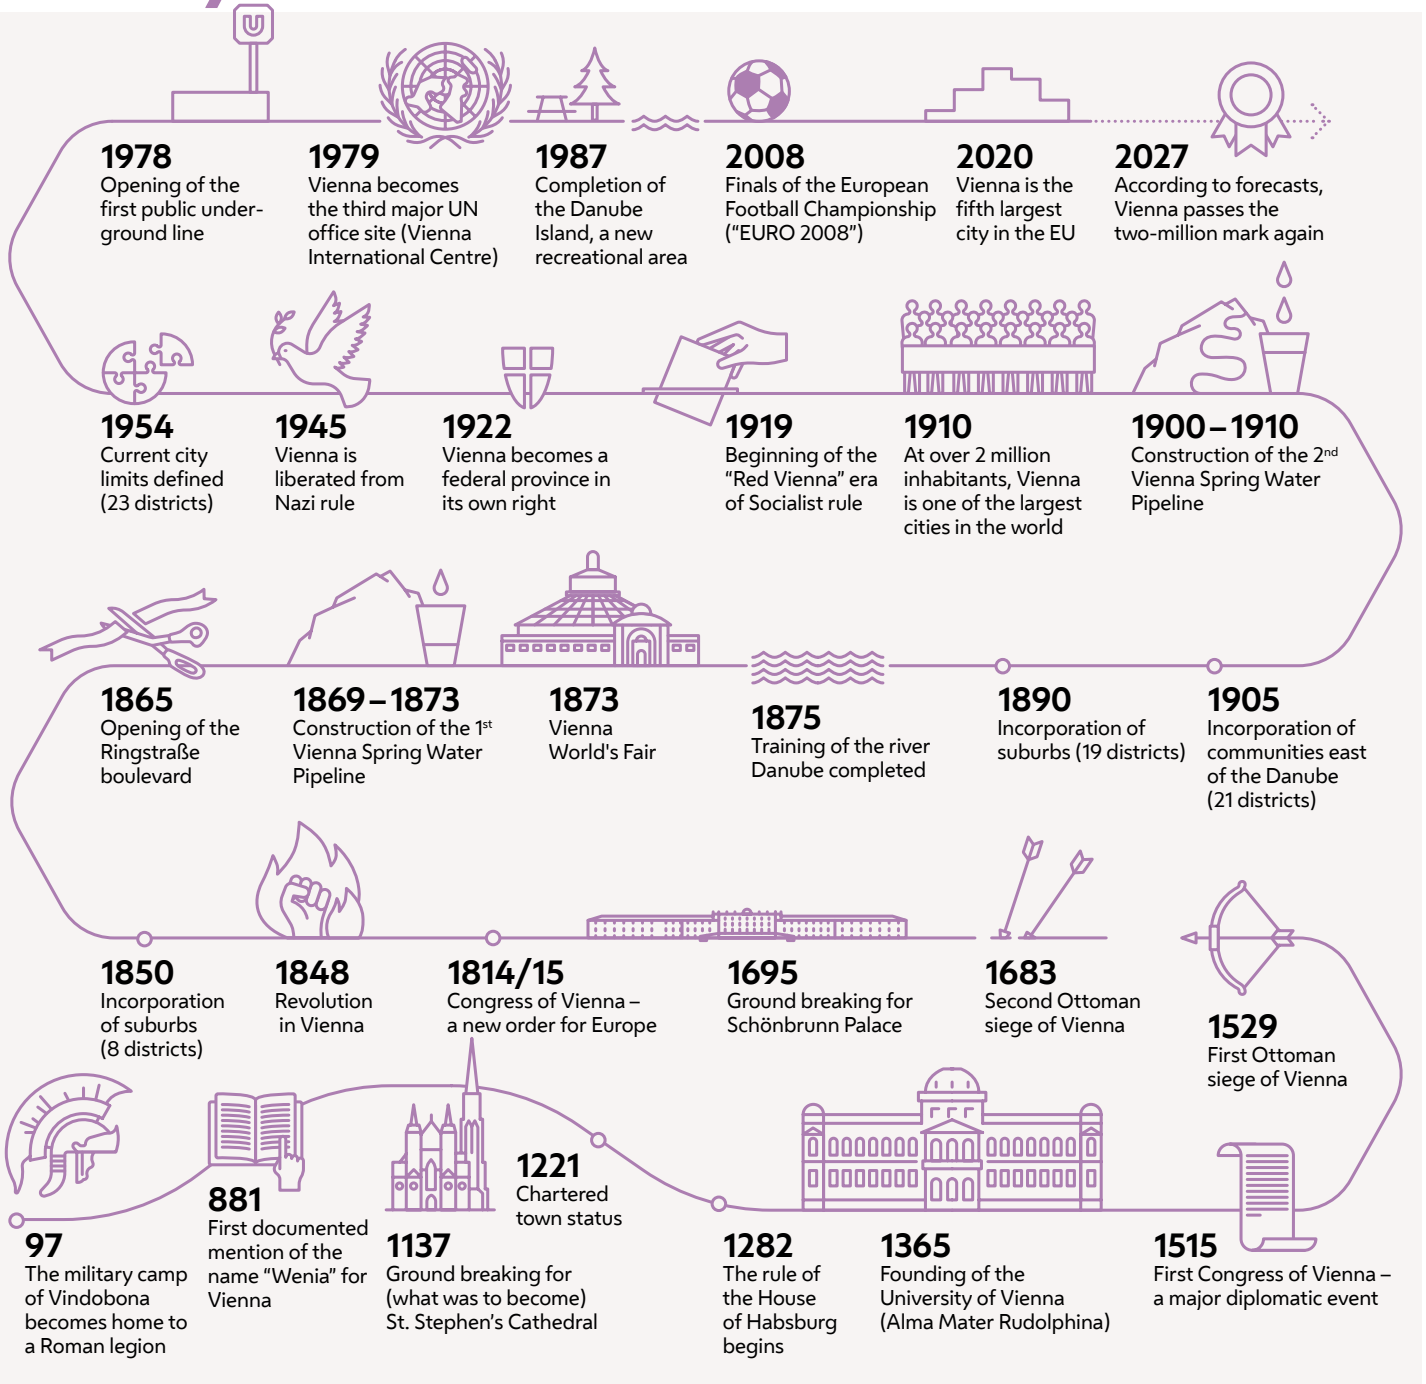 U
1978
Opening of the
first public under-
ground line
1979
Vienna becomes
the third major UN
office site (Vienna
International Centre)
1987
Completion of
the Danube
Island, a new
recreational area
2008
Finals of the European
Football Championship
(“EURO 2008”)
2020
Vienna is the
fifth largest
city in the EU
2027
According to forecasts,
Vienna passes the
two-million mark again
1954
Current city
limits defined
(23 districts)
1945
Vienna is
liberated from
Nazi rule
1922
Vienna becomes a
federal province in
its own right
1919
Beginning of the
“Red Vienna” era
of Socialist rule
1910
At over 2 million
inhabitants, Vienna
is one of the largest
cities in the world
1900–1910
Construction of the 2nd
Vienna Spring Water
Pipeline
1865
Opening of the
Ringstraße
boulevard
1869–1873
Construction of the 1st
Vienna Spring Water
Pipeline
1873
Vienna
World's Fair
1875
Training of the river
Danube completed
1890
Incorporation of
suburbs (19 districts)
1905
Incorporation of
communities east
of the Danube
(21 districts)
1850
Incorporation
of suburbs
(8 districts)
1848
Revolution
in Vienna
1814/15
Congress of Vienna –
a new order for Europe
1695
Ground breaking for
Schönbrunn Palace
1683
Second Ottoman
siege of Vienna
1529
First Ottoman
siege of Vienna
97
The military camp
of Vindobona
becomes home to
a Roman legion
881
First documented
mention of the
name “Wenia” for
Vienna
1137
Ground breaking for
(what was to become)
St. Stephen’s Cathedral
1221
Chartered
town status
1282
The rule of
the House
of Habsburg
begins
1365
Founding of the
University of Vienna
(Alma Mater Rudolphina)
1515
First Congress of Vienna –
a major diplomatic event